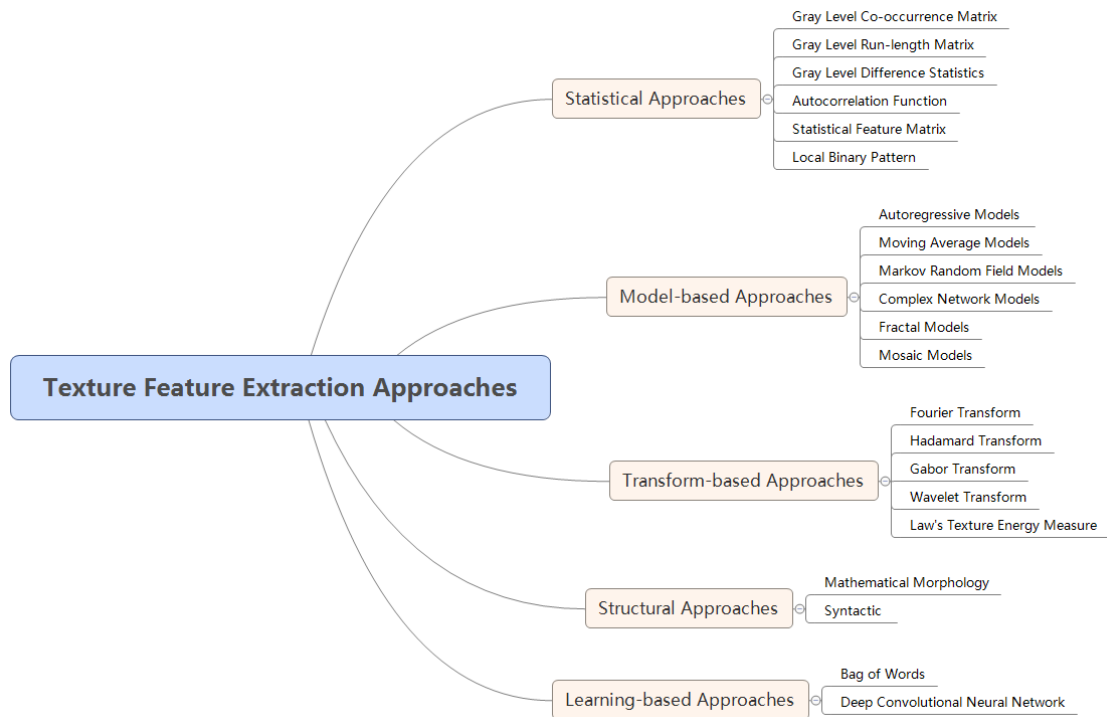 Texture Feature Extraction Approaches
Statistical Approaches
Gray Level Co-occurrence Matrix
Gray Level Run-length Matrix
Gray Level Difference Statistics
Autocorrelation Function
Statistical Feature Matrix
Local Binary Pattern
Model-based Approaches
Autoregressive Models
Moving Average Models
Markov Random Field Models
Complex Network Models
Fractal Models
Mosaic Models
Transform-based Approaches
Fourier Transform
Hadamard Transform
Gabor Transform
Wavelet Transform
Law's Texture Energy Measure
Structural Approaches
Mathematical Morphology
Syntactic
Learning-based Approaches
Bag of Words
Deep Convolutional Neural Network